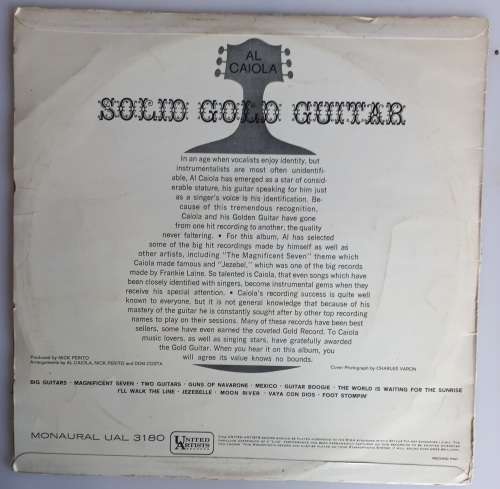 AL
CAIOLA
SOLID GOLD GUITAR
In an age when vocalists enjoy identity, but
instrumentalists are most often unidentifi-
able, Al Caiola has emerged as a star of consid-
erable stature, his guitar speaking for him just
as a singer's voice is his identification. Be-
cause of this tremendous recognition,
Caiola and his Golden Guitar have gone
from one hit recording to another, the quality
never faltering. • For this album, Al has selected
some of the big hit recordings made by himself as well as
other artists, including "The Magnificent Seven" theme which
Caiola made famous and "Jezebel," which was one of the big records
made by Frankie Laine. So talented is Caiola, that even songs which have
been closely identified with singers, become instrumental gems when they
receive his special attention. • Caiola's recording success is quite well
known to everyone, but it is not general knowledge that because of his
mastery of the guitar he is constantly sought after by other top recording
names to play on their sessions. Many of these records have been best
sellers, some have even earned the coveted Gold Record. To Caiola
music lovers, as well as singing stars, have gratefully awarded
the Gold Guitar. When you hear it on this album, you
will agree its value knows no bounds.
Produced by NICK PERITO
Arrangements by AL CAIOLA, NICK PERITO and DON COSTA
Cover Photograph by CHARLES VARON
BIG GUITARS · MAGNIFICENT SEVEN · TWO GUITARS · GUNS OF NAVARONE · MEXICO · GUITAR BOOGIE · THE WORLD IS WAITING FOR THE SUNRISE
I'LL WALK THE LINE · JEZEBELLE · MOON RIVER · VAYA CON DIOS · FOOT STOMPIN'
MONAURAL UAL 3180
UNITED
ARTISTS
RECORDS